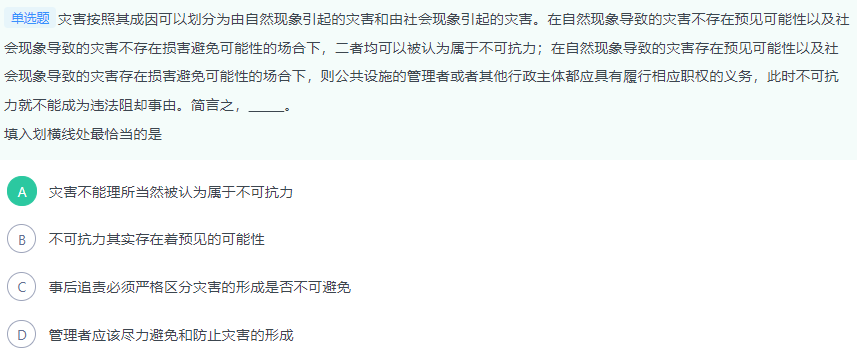 单选题 灾害按照其成因可以划分为由自然现象引起的灾害和由社会现象引起的灾害。在自然现象导致的灾害不存在预见可能性以及社
会现象导致的灾害不存在损害避免可能性的场合下，二者均可以被认为属于不可抗力；在自然现象导致的灾害存在预见可能性以及社
会现象导致的灾害存在损害避免可能性的场合下，则公共设施的管理者或者其他行政主体都应具有履行相应职权的义务，此时不可抗
力就不能成为违法阻却事由。简言之，______。
填入划横线处最恰当的是
A 灾害不能理所当然被认为属于不可抗力
B 不可抗力其实存在着预见的可能性
C 事后追责必须严格区分灾害的形成是否不可避免
D 管理者应该尽力避免和防止灾害的形成